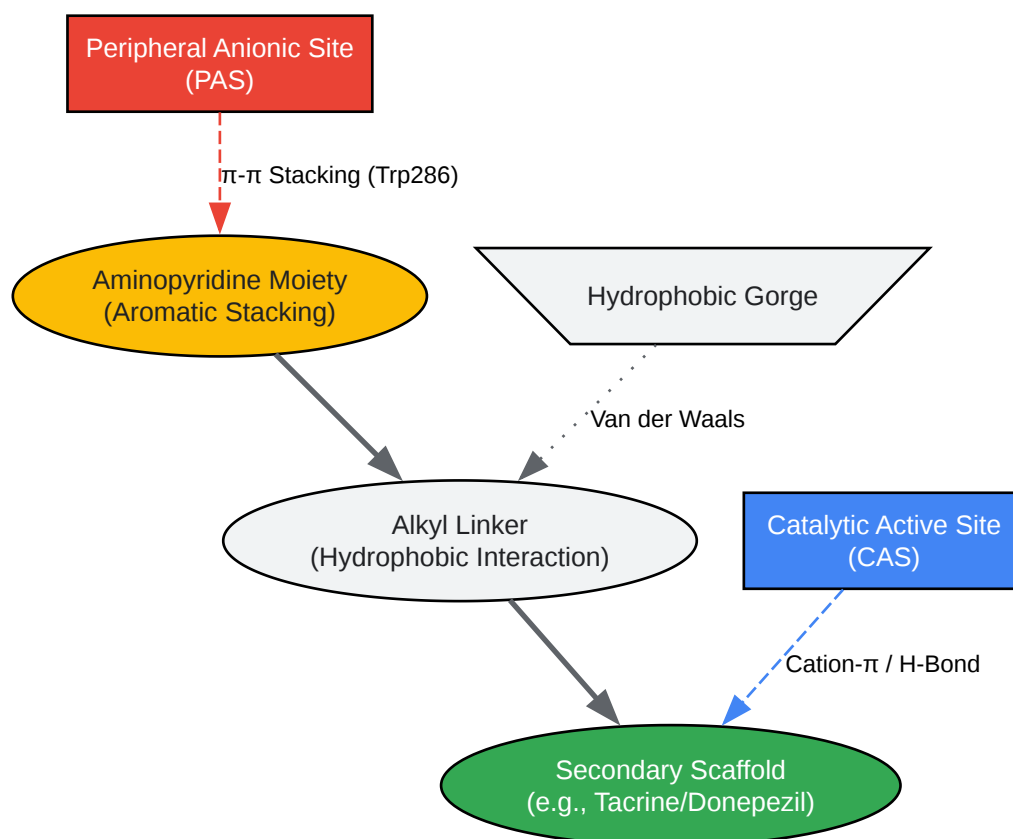 Peripheral Anionic Site
(PAS)
π-π Stacking (Trp286)
Aminopyridine Moiety
(Aromatic Stacking)
Hydrophobic Gorge
Van der Waals
Alkyl Linker
(Hydrophobic Interaction)
Catalytic Active Site
(CAS)
Cation-π / H-Bond
Secondary Scaffold
(e.g., Tacrine/Donepezil)